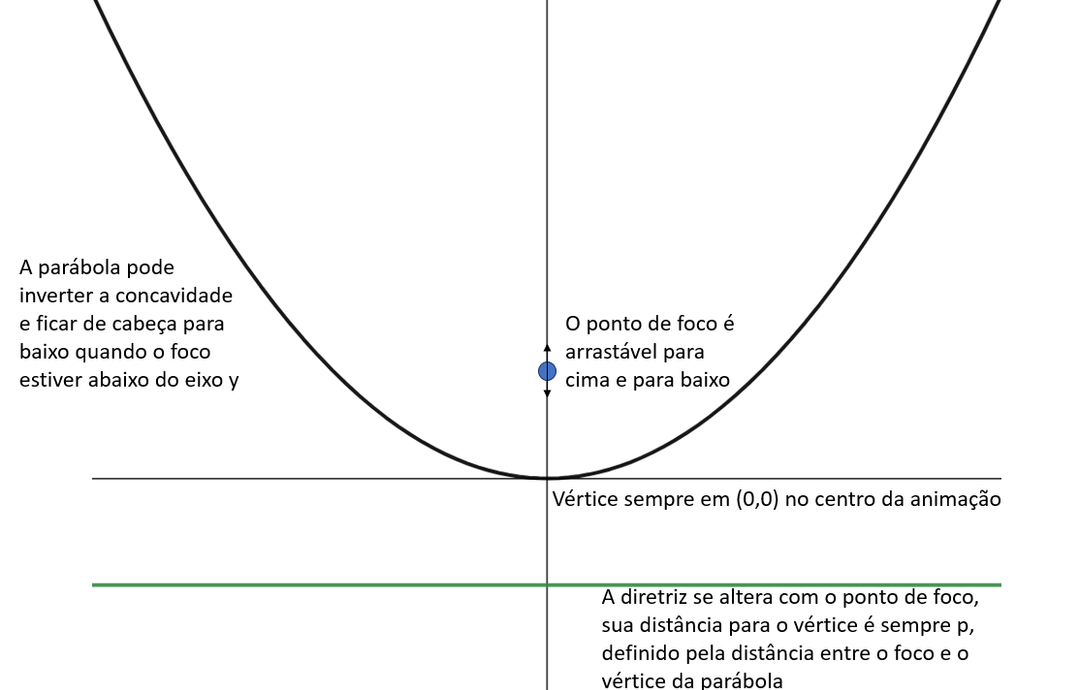 A parábola pode
inverter a concavidade
e ficar de cabeça para
baixo quando o foco
estiver abaixo do eixo y
O ponto de foco é
arrastável para
cima e para baixo
Vértice sempre em (0,0) no centro da animação
A diretriz se altera com o ponto de foco,
sua distância para o vértice é sempre p,
definido pela distância entre o foco e o
vértice da parábola